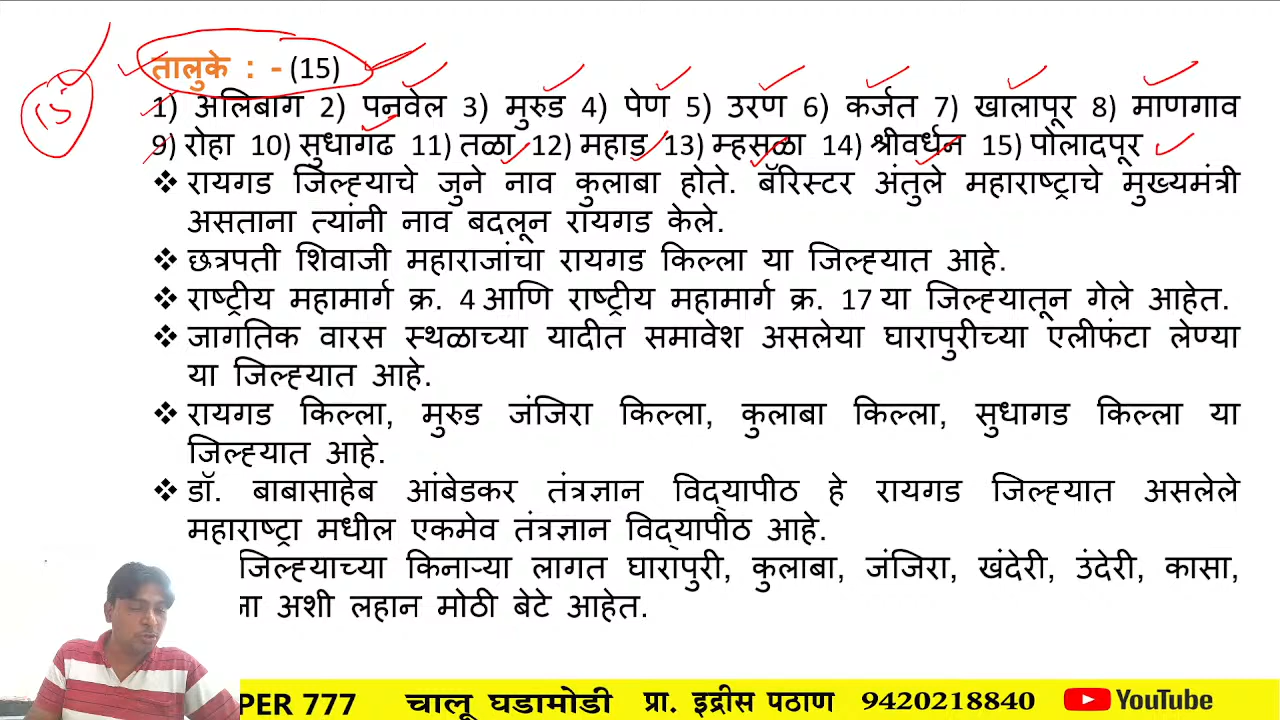 तालुके : - (15)
15
1) अलिबाग 2) पनवेल 3) मुरुड 4) पेण 5) उरण 6) कर्जत 7) खालापूर 8) माणगाव
9) रोहा 10) सुधागढ 11) तळा 12) महाड 13) म्हसळा 14) श्रीवर्धन 15) पोलादपूर
❖ रायगड जिल्ह्याचे जुने नाव कुलाबा होते. बॅरिस्टर अंतुले महाराष्ट्राचे मुख्यमंत्री
असताना त्यांनी नाव बदलून रायगड केले.
❖ छत्रपती शिवाजी महाराजांचा रायगड किल्ला या जिल्ह्यात आहे.
❖ राष्ट्रीय महामार्ग क्र. 4 आणि राष्ट्रीय महामार्ग क्र. 17 या जिल्ह्यातून गेले आहेत.
❖ जागतिक वारस स्थळाच्या यादीत समावेश असलेया घारापुरीच्या एलीफंटा लेण्या
या जिल्ह्यात आहे.
❖ रायगड किल्ला, मुरुड जंजिरा किल्ला, कुलाबा किल्ला, सुधागड किल्ला या
जिल्ह्यात आहे.
❖ डॉ. बाबासाहेब आंबेडकर तंत्रज्ञान विद्यापीठ हे रायगड जिल्ह्यात असलेले
महाराष्ट्रा मधील एकमेव तंत्रज्ञान विद्यापीठ आहे.
जिल्ह्याच्या किनाऱ्या लागत घारापुरी, कुलाबा, जंजिरा, खंदेरी, उंदेरी, कासा,
अशी लहान मोठी बेटे आहेत.
PER 777 चालू घडामोडी प्रा. इद्रीस पठाण 9420218840 YouTube